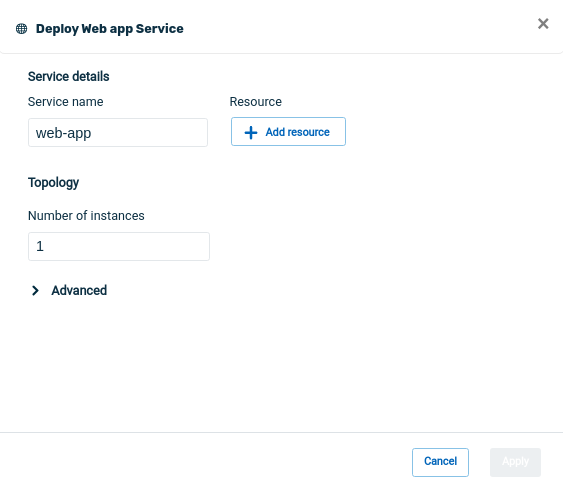 Deploy Web app Service
Service details
Service name
Resource
web-app
Add resource
Topology
Number of instances
1
Advanced
Cancel
Apply